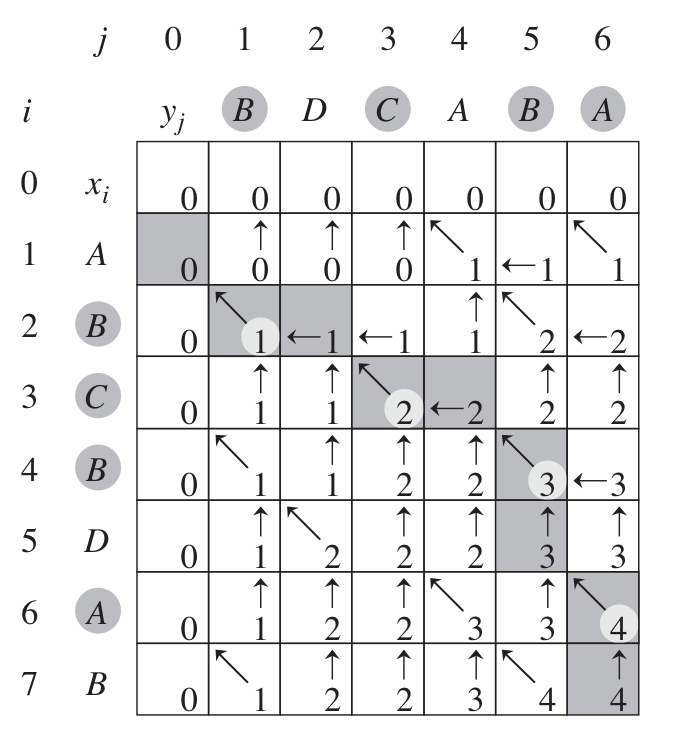 j 0 1 2 3 4 5 6
i yj B D C A B A
0 xi 0 0 0 0 0 0 0
1 A 0 ↑0 ↑0 ↑0 ↖1 ←1 ↖1
2 B 0 ↖1 ←1 ←1 ↑1 ↖2 ←2
3 C 0 ↑1 ↑1 ↖2 ←2 ↑2 ↑2
4 B 0 ↖1 ↑1 ↑2 ↑2 ↖3 ←3
5 D 0 ↑1 ↖2 ↑2 ↑2 ↑3 ↑3
6 A 0 ↑1 ↑2 ↑2 ↖3 ↑3 ↖4
7 B 0 ↖1 ↑2 ↑2 ↑3 ↖4 ↑4